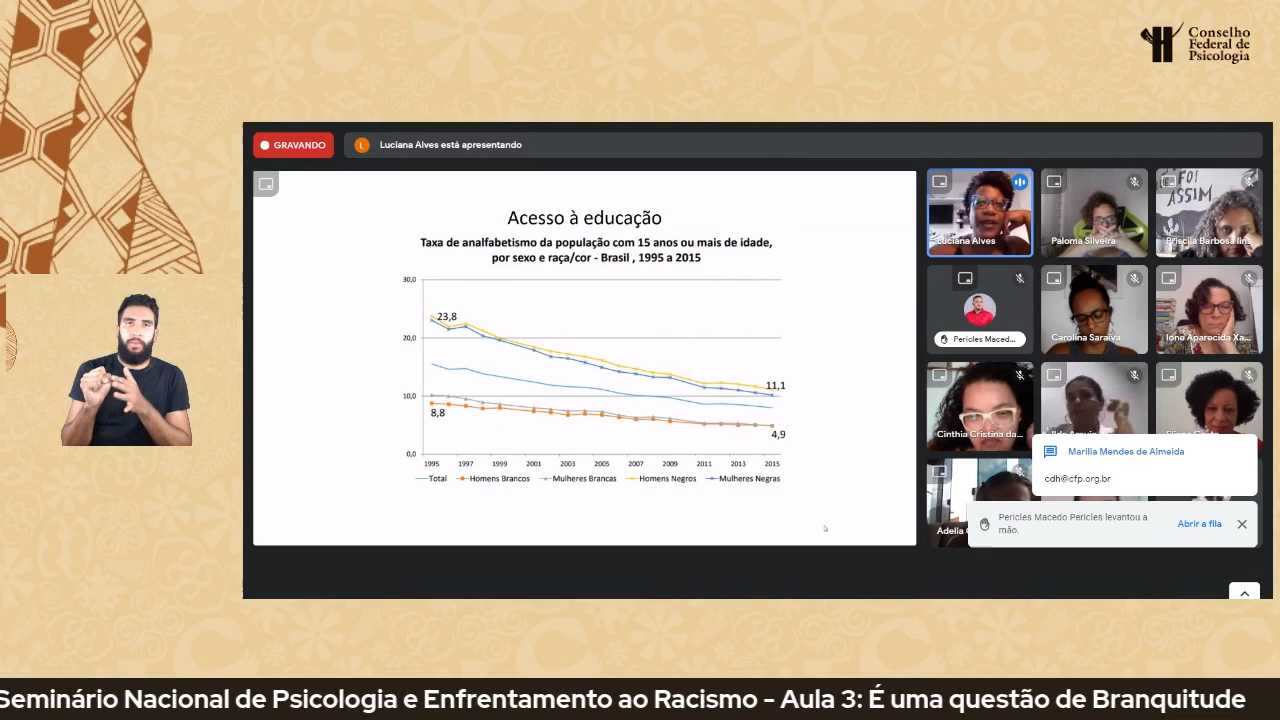 Conselho
Federal de
Psicologia
GRAVANDO
L
Luciana Alves está apresentando
Acesso à educação
Taxa de analfabetismo da população com 15 anos ou mais de idade,
por sexo e raça/cor - Brasil , 1995 a 2015
30,0
23,8
20,0
11,1
10,0
8,8
4,9
0,0
1995 1997 1999 2001 2003 2005 2007 2009 2011 2013 2015
Total Homens Brancos Mulheres Brancas Homens Negros Mulheres Negras
Luciana Alves
Paloma Silveira
FOI
ASSIM
Priscila Barbosa lins
Pericles Maced...
Carolina Saraiva
Ione Aparecida Xa...
Cinthia Cristina da...
Adelia
Marilia Mendes de Almeida
cdh@cfp.org.br
Pericles Macedo Pericles levantou a
mão.
Abrir a fila
Seminário Nacional de Psicologia e Enfrentamento ao Racismo - Aula 3: É uma questão de Branquitude